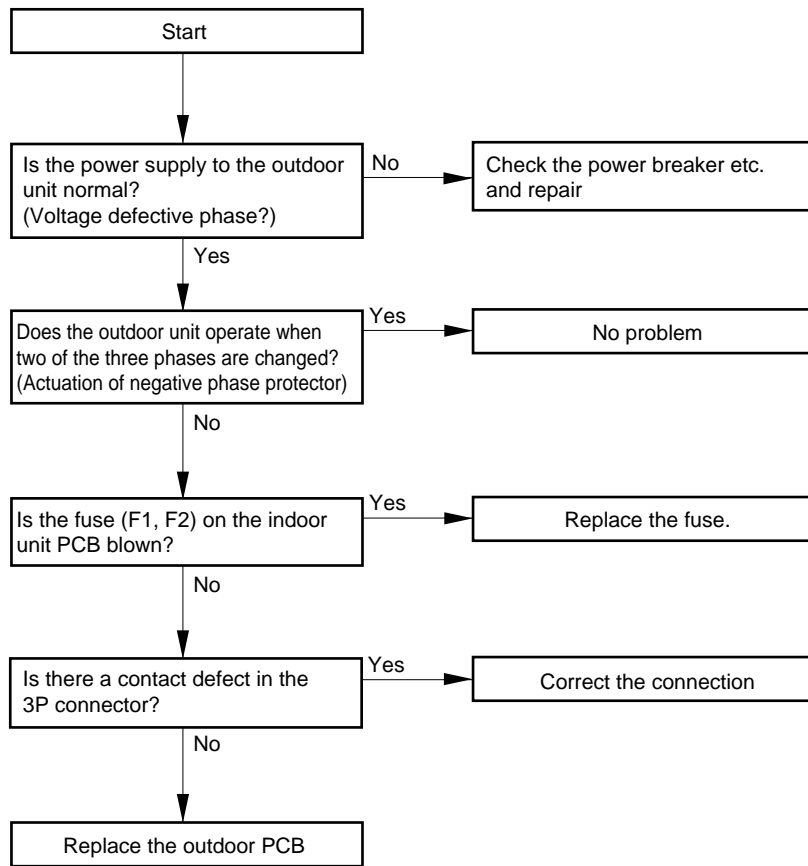 Start
Is the power supply to the outdoor
unit normal?
(Voltage defective phase?)
No
Check the power breaker etc.
and repair
Yes
Does the outdoor unit operate when
two of the three phases are changed?
(Actuation of negative phase protector)
Yes
No problem
No
Is the fuse (F1, F2) on the indoor
unit PCB blown?
Yes
Replace the fuse.
No
Is there a contact defect in the
3P connector?
Yes
Correct the connection
No
Replace the outdoor PCB